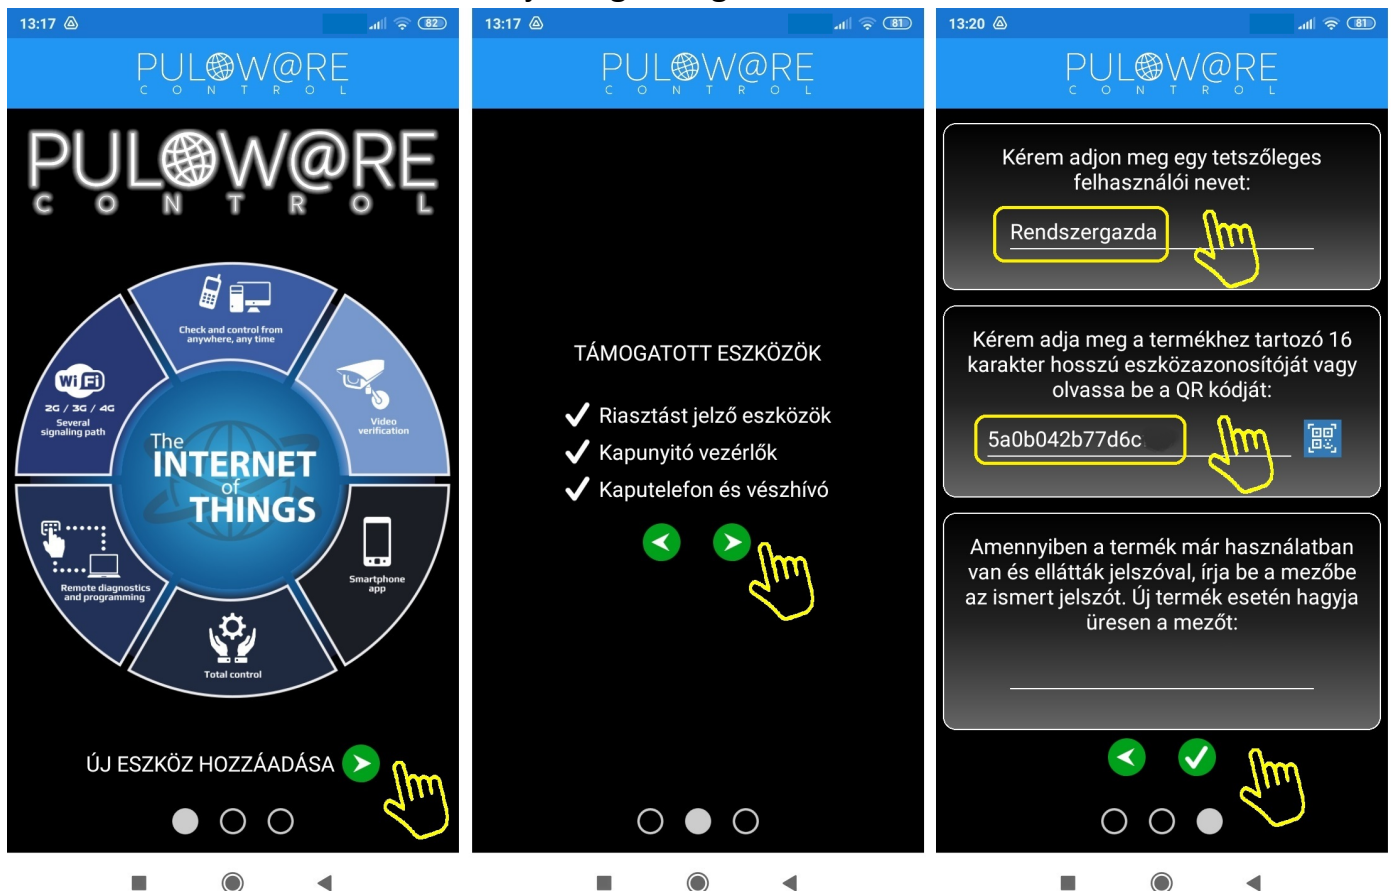 13:17
82
PULOW@RE
CONTROL
PULOW@RE
CONTROL
Check and control from
anywhere, any time
Video
verification
Smartphone
app
Total control
Remote diagnostics
and programming
WiFi
2G / 3G / 4G
Several
signaling path
The
INTERNET
of
THINGS
ÚJ ESZKÖZ HOZZÁADÁSA
13:17
81
PULOW@RE
CONTROL
TÁMOGATOTT ESZKÖZÖK
Riasztást jelző eszközök
Kapunyitó vezérlők
Kaputelefon és vészhívó
13:20
81
PULOW@RE
CONTROL
Kérem adjon meg egy tetszőleges
felhasználói nevet:
Rendszergazda
Kérem adja meg a termékhez tartozó 16
karakter hosszú eszközazonosítóját vagy
olvassa be a QR kódját:
5a0b042b77d6c
Amennyiben a termék már használatban
van és ellátták jelszóval, írja be a mezőbe
az ismert jelszót. Új termék esetén hagyja
üresen a mezőt: